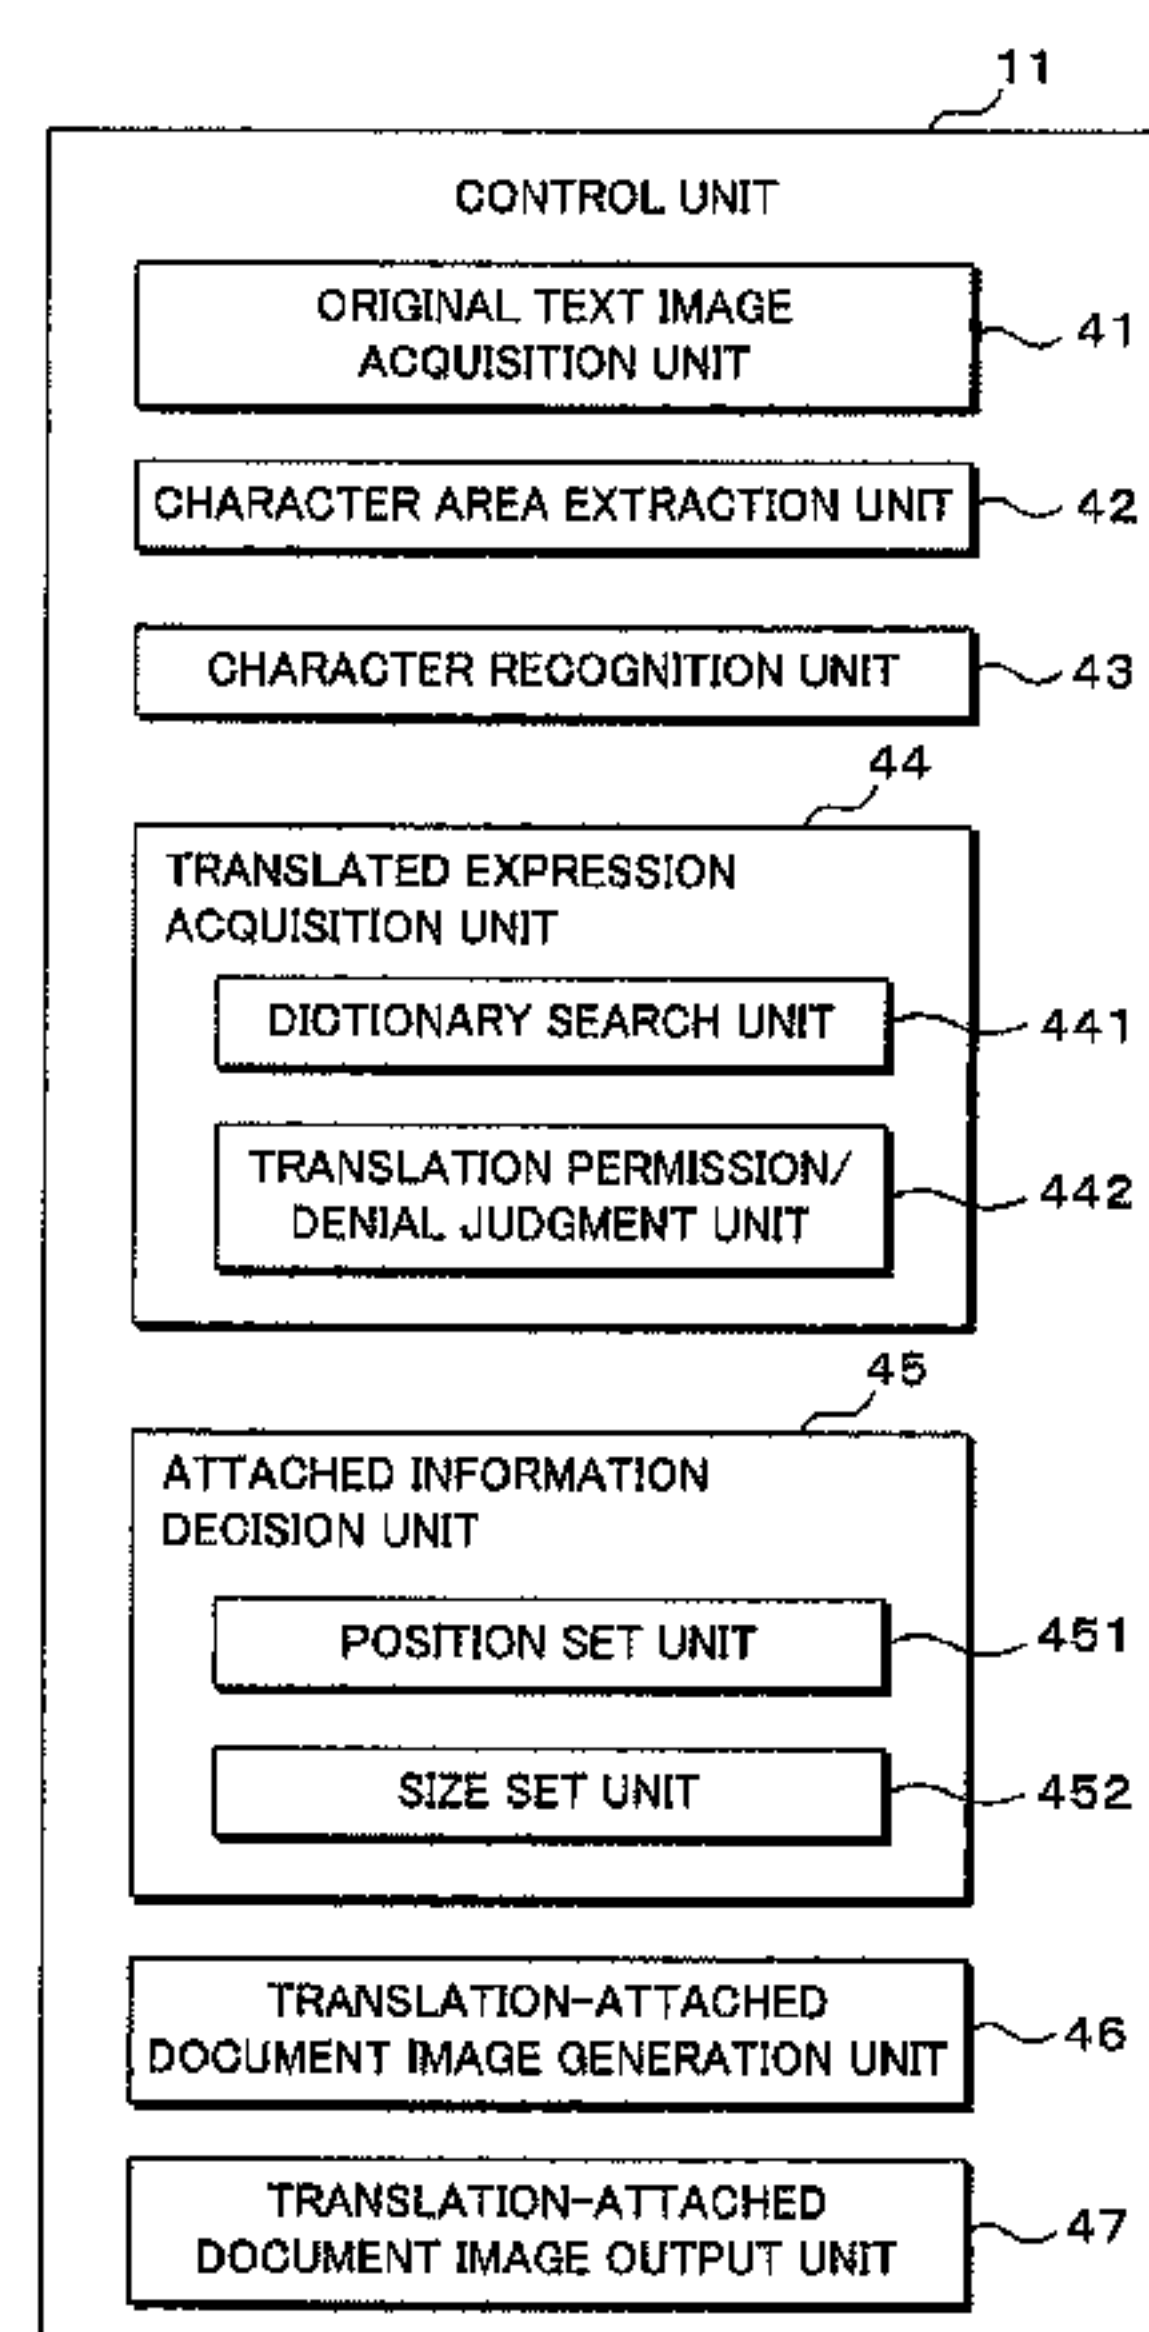 11
CONTROL UNIT
ORIGINAL TEXT IMAGE
ACQUISITION UNIT
41
CHARACTER AREA EXTRACTION UNIT
42
CHARACTER RECOGNITION UNIT
43
44
TRANSLATED EXPRESSION
ACQUISITION UNIT
DICTIONARY SEARCH UNIT
441
TRANSLATION PERMISSION/
DENIAL JUDGMENT UNIT
442
45
ATTACHED INFORMATION
DECISION UNIT
POSITION SET UNIT
451
SIZE SET UNIT
452
TRANSLATION-ATTACHED
DOCUMENT IMAGE GENERATION UNIT
46
TRANSLATION-ATTACHED
DOCUMENT IMAGE OUTPUT UNIT
47